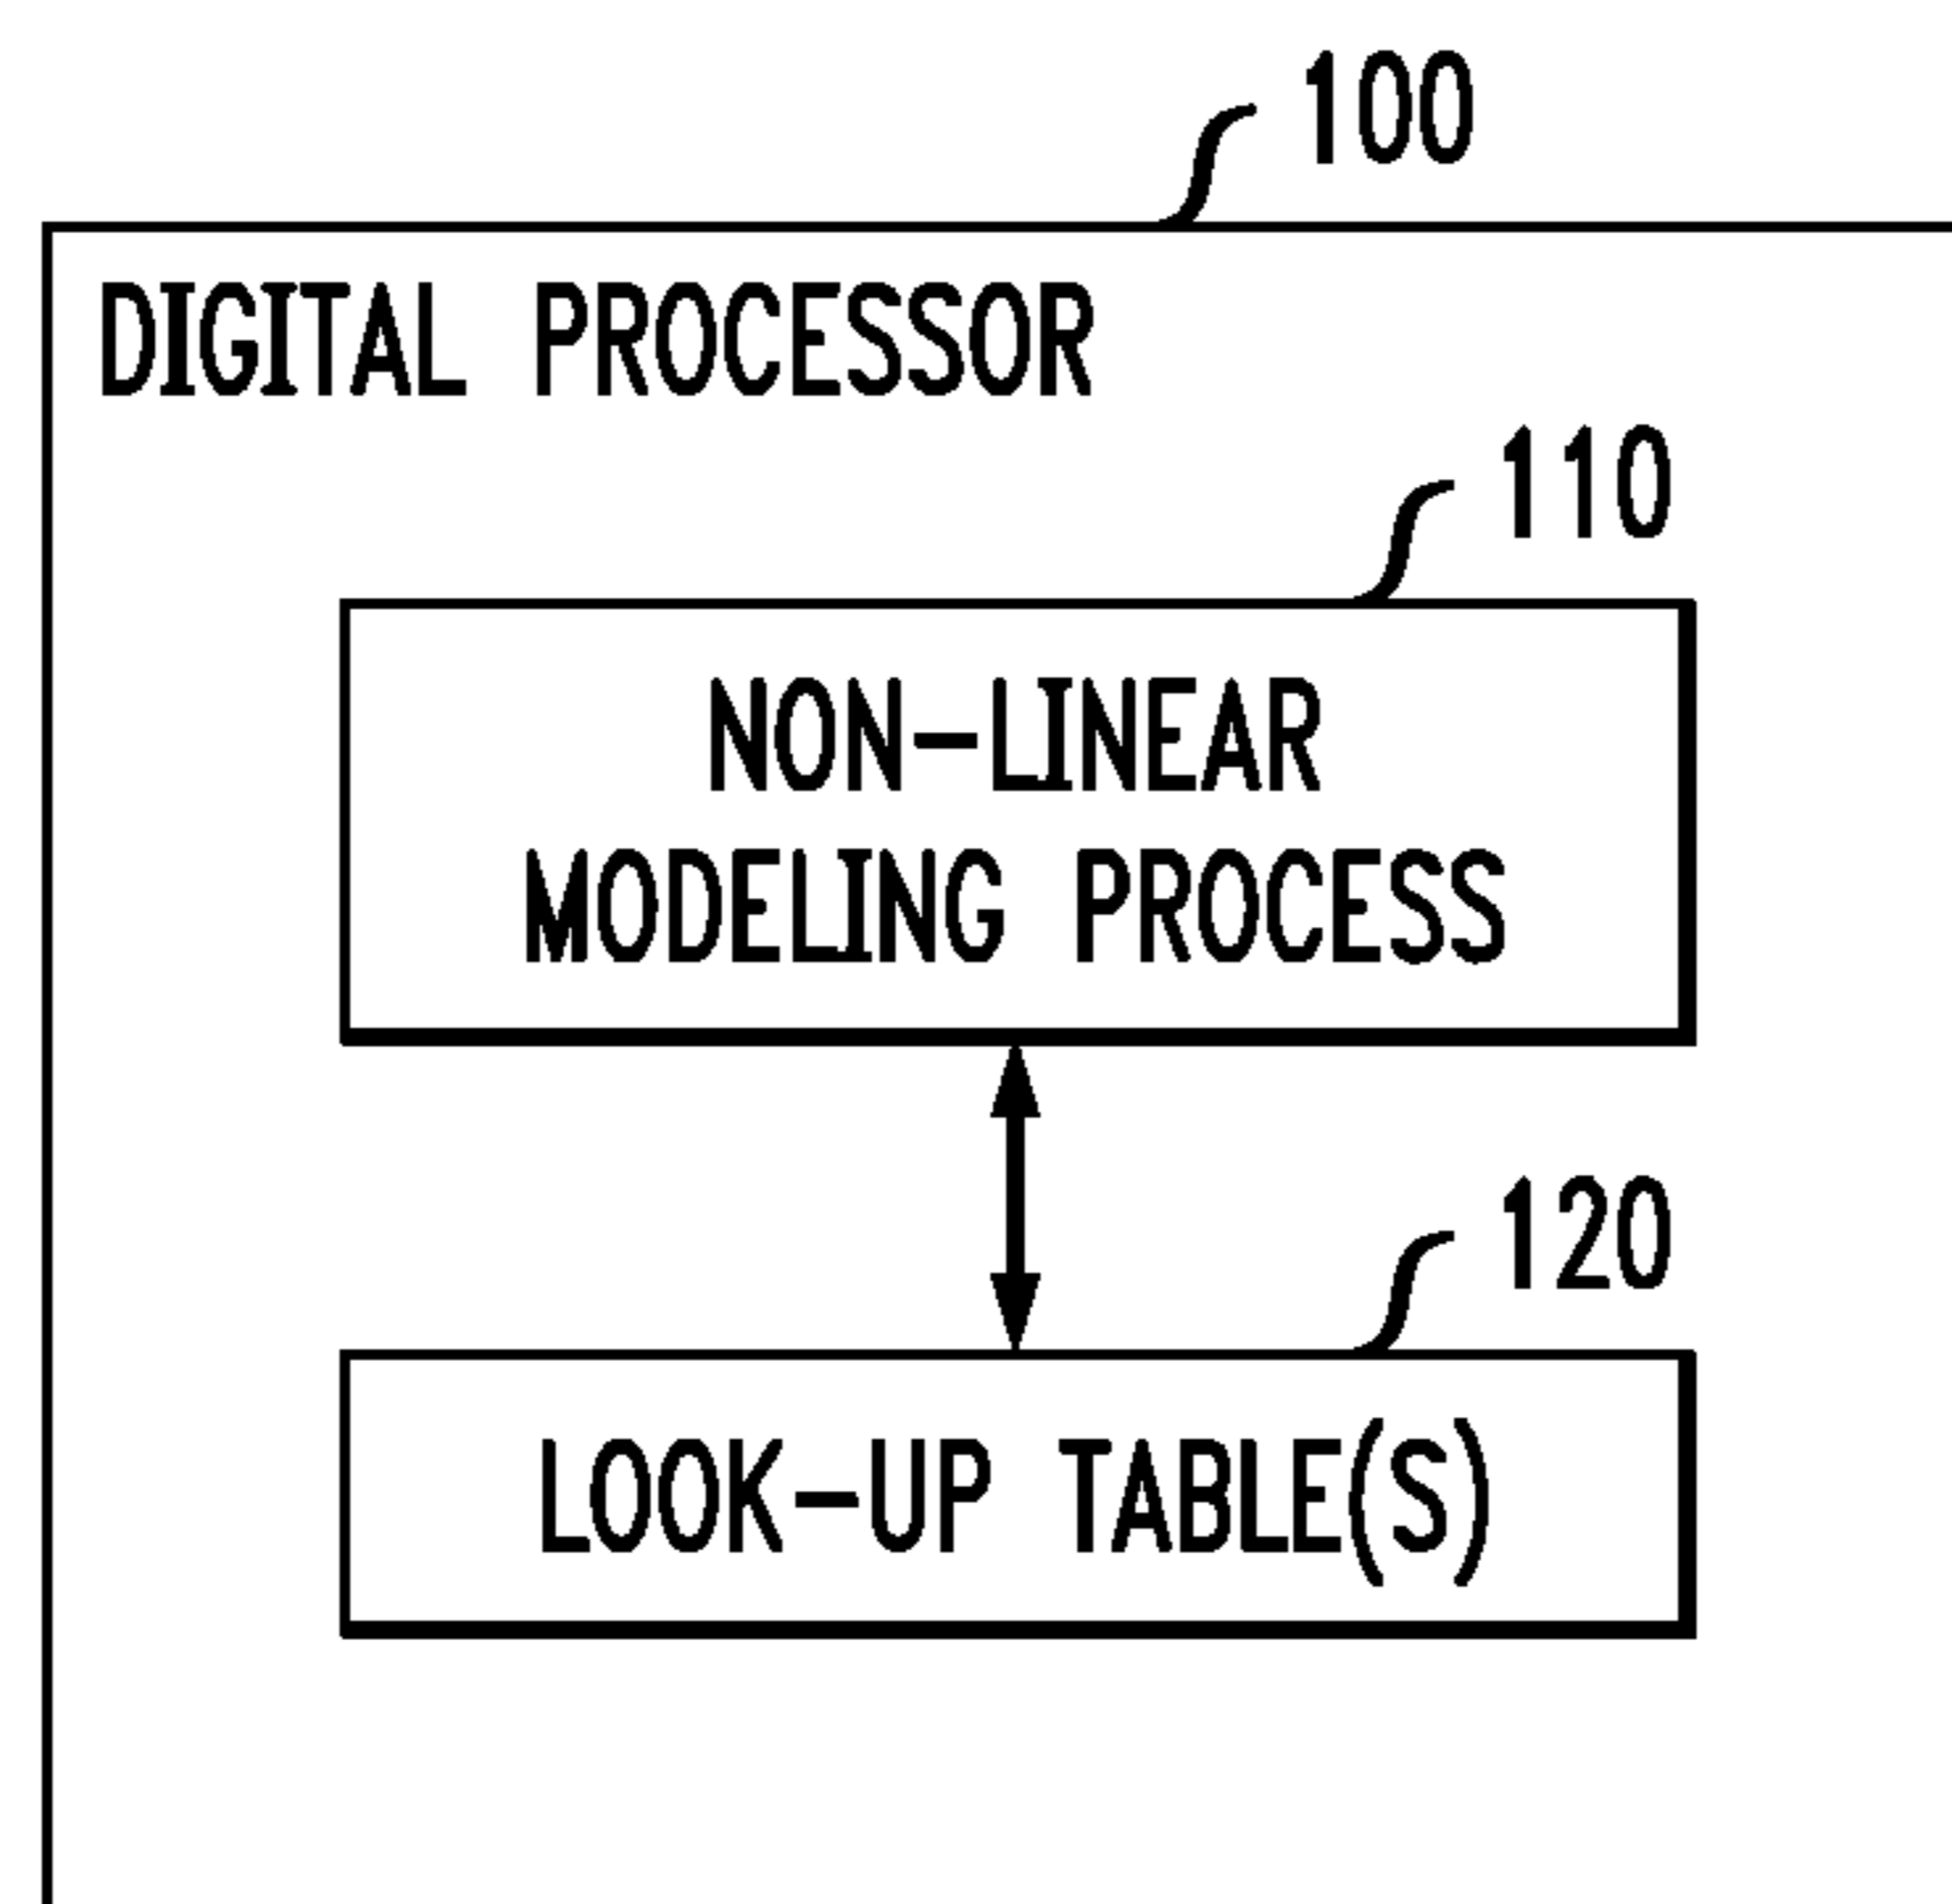 100
DIGITAL PROCESSOR
110
NON-LINEAR
MODELING PROCESS
120
LOOK-UP TABLE(S)